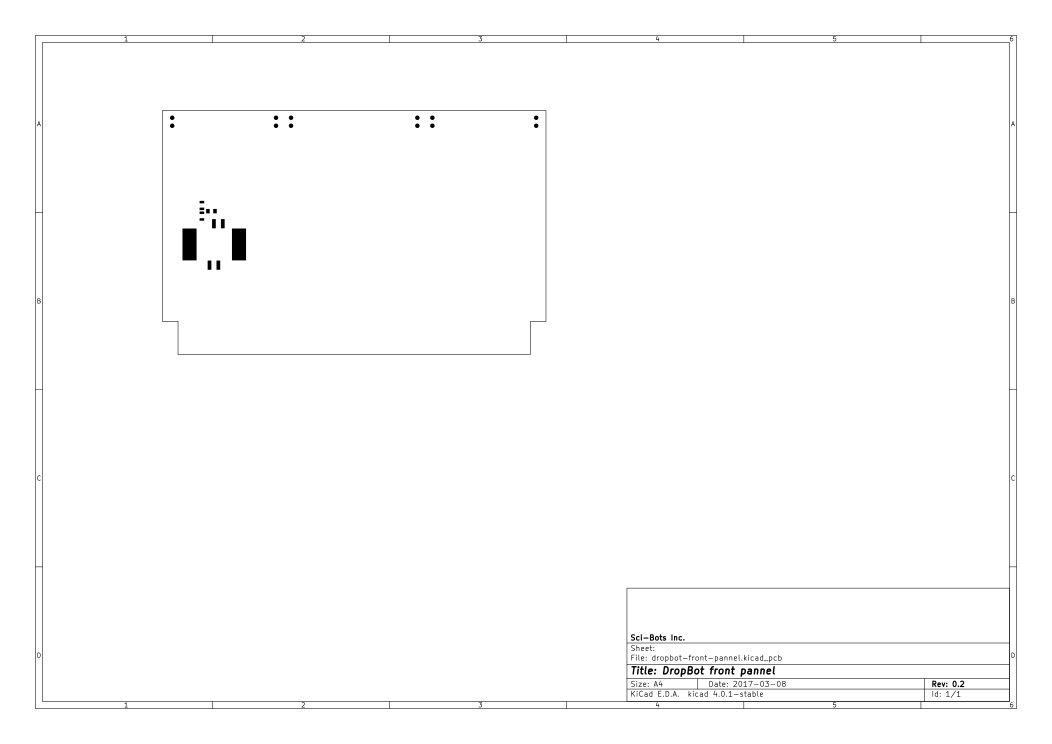 1 2 3 4 5 6
A A
B B
C C
Sci-Bots Inc.
Sheet:
File: dropbot-front-pannel.kicad_pcb
D D
Title: DropBot front pannel
Size: A4 Date: 2017-03-08 Rev: 0.2
KiCad E.D.A. kicad 4.0.1-stable Id: 1/1
1 2 3 4 5 6